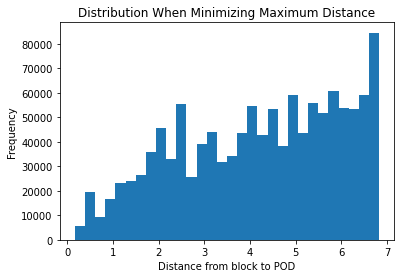 Distribution When Minimizing Maximum Distance
Frequency
80000
70000
60000
50000
40000
30000
20000
10000
0
0 1 2 3 4 5 6 7
Distance from block to POD